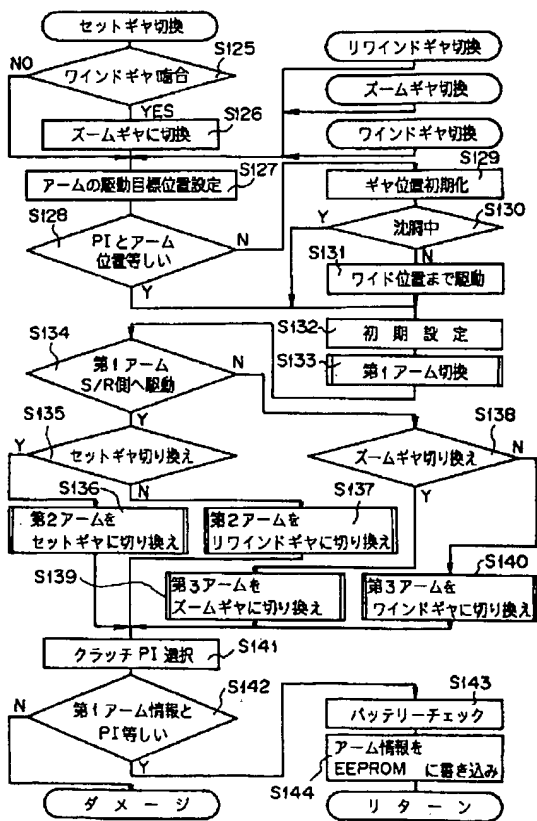 セットギヤ切換
S125
NO
ワインドギヤ噛合
YES
S126
ズームギヤに切換
S127
アームの駆動目標位置設定
S128
PIとアーム
位置等しい
N
Y
リワインドギヤ切換
ズームギヤ切換
ワインドギヤ切換
S129
ギヤ位置初期化
S130
Y
沈胴中
N
S131
ワイド位置まで駆動
S132
初期設定
S133
第1アーム切換
S134
第1アーム
S/R側へ駆動
N
Y
S135
Y
セットギヤ切り換え
N
S136
第2アームを
セットギヤに切り換え
S137
第2アームを
リワインドギヤに切り換え
S138
ズームギヤ切り換え
N
Y
S139
第3アームを
ズームギヤに切り換え
S140
第3アームを
ワインドギヤに切り換え
S141
クラッチPI選択
S142
N
第1アーム情報と
PI等しい
Y
ダメージ
S143
バッテリーチェック
アーム情報を
EEPROM に書き込み
S144
リターン